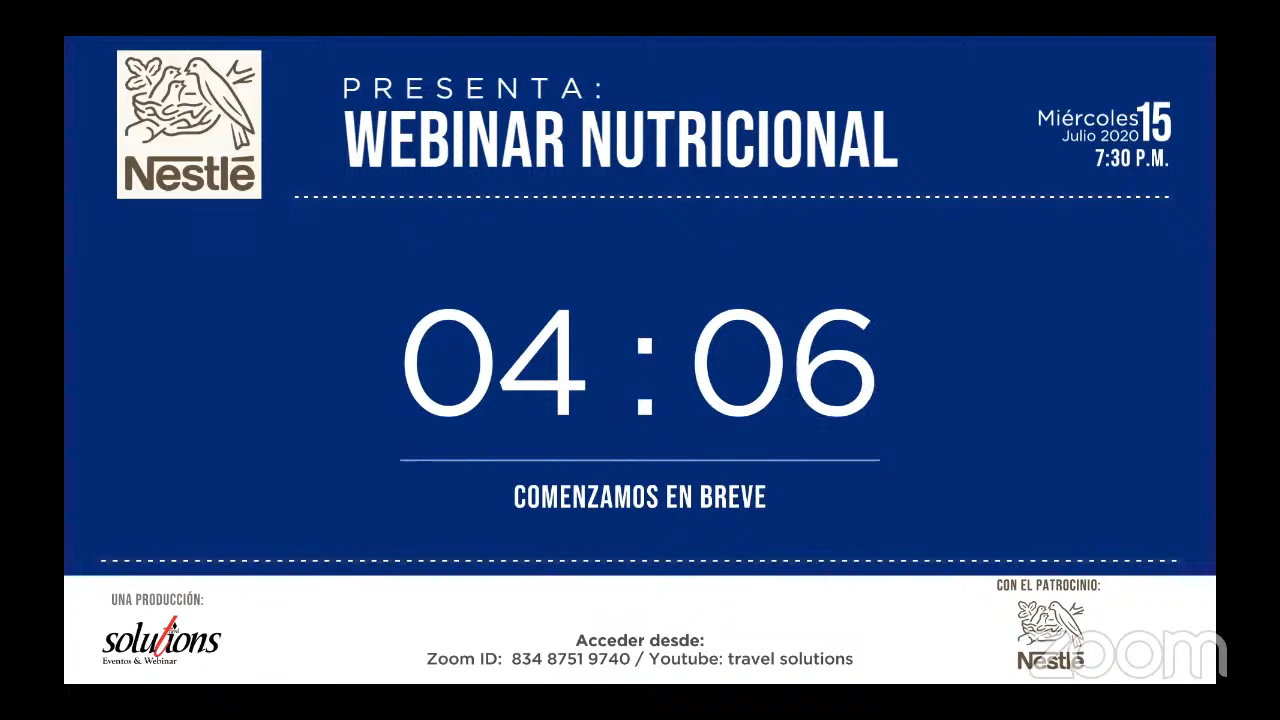 Nestlé
PRESENTA:
WEBINAR NUTRICIONAL
Miércoles 15
Julio 2020
7:30 P.M.
04 : 06
COMENZAMOS EN BREVE
UNA PRODUCCIÓN:
solutions
Eventos & Webinar
Acceder desde:
Zoom ID: 834 8751 9740 / Youtube: travel solutions
CON EL PATROCINIO:
Nestlé
zoom